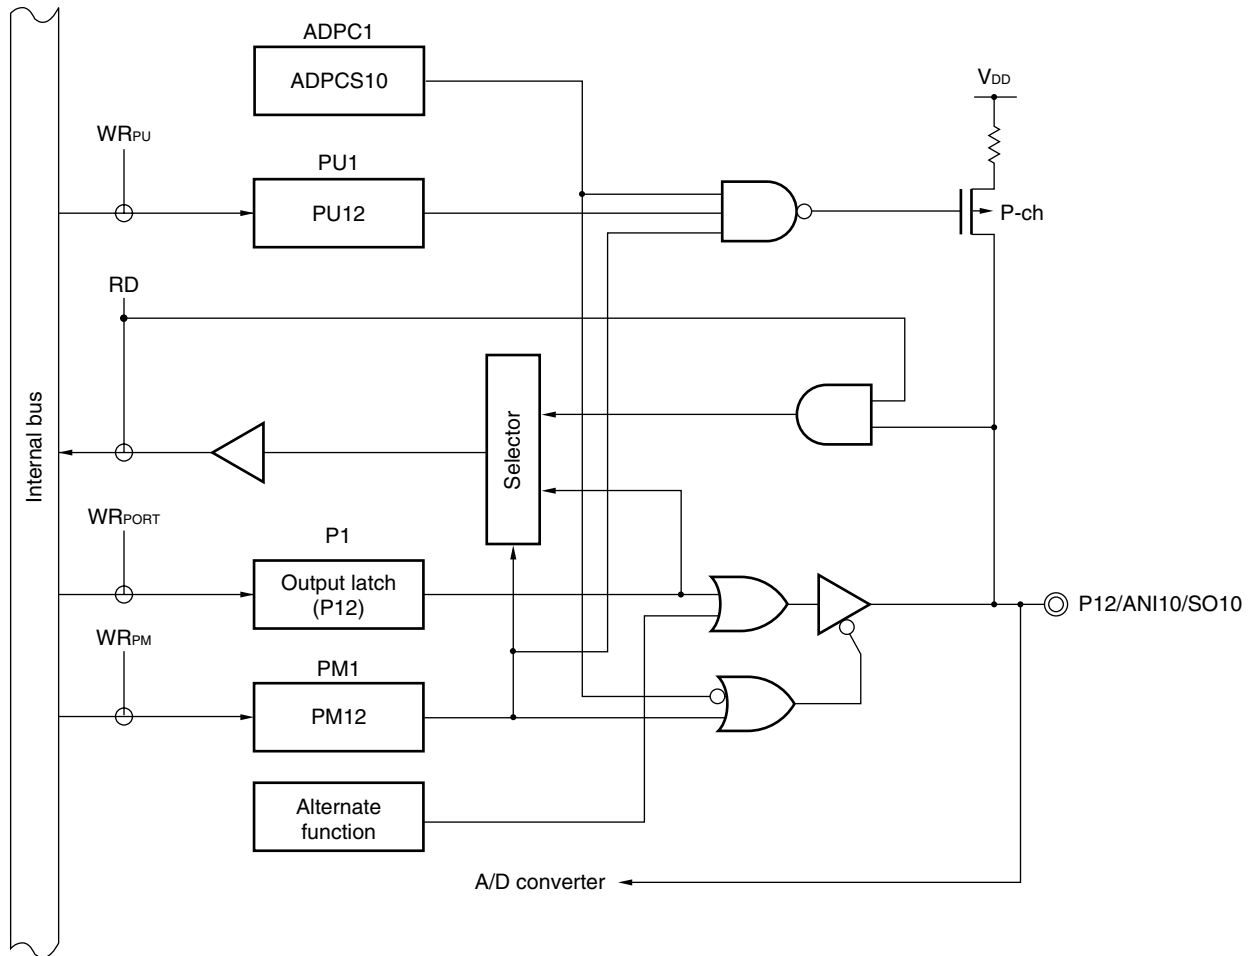 ADPC1
ADPCS10
VDD
WRPU
PU1
PU12
P-ch
RD
Internal bus
Selector
WRPORT
P1
Output latch
(P12)
P12/ANI10/SO10
WRPM
PM1
PM12
Alternate
function
A/D converter